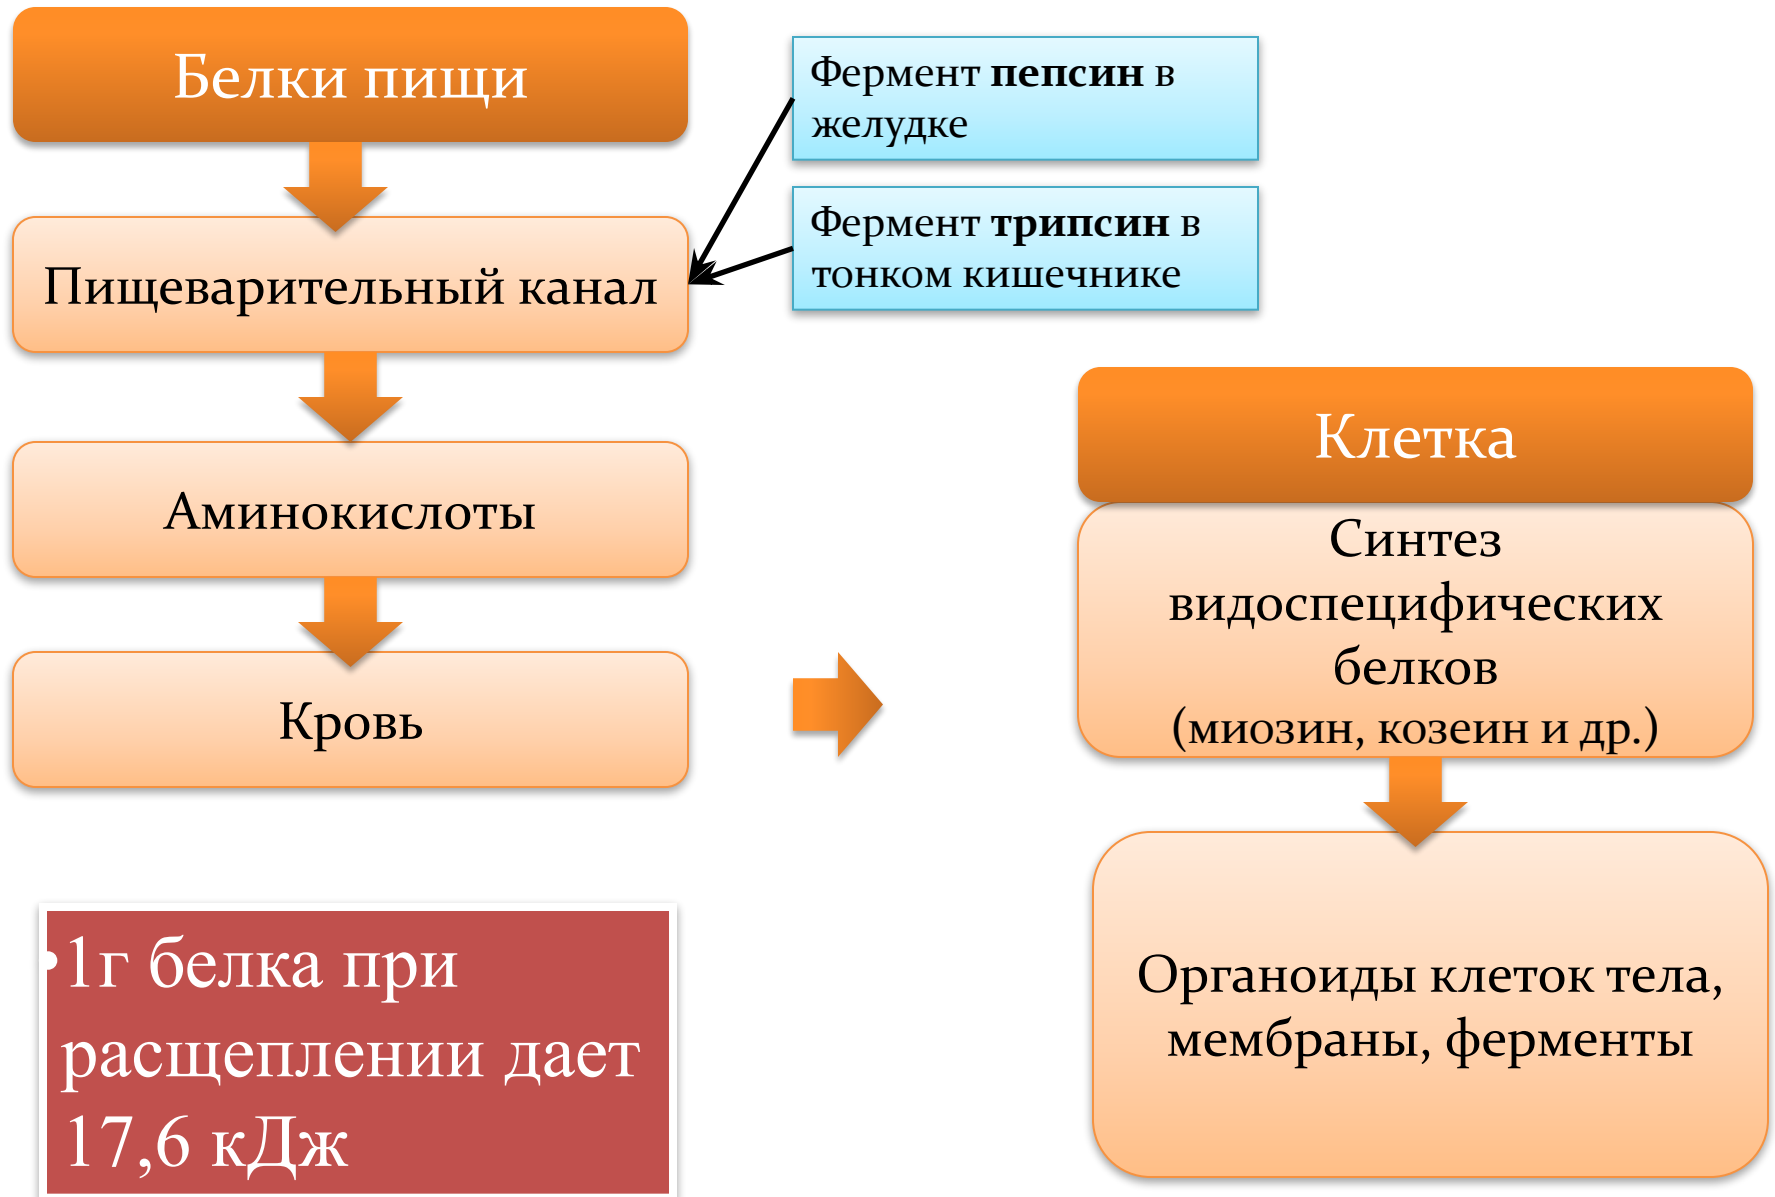 Белки пищи
Фермент пепсин в
желудке
Фермент трипсин в
тонком кишечнике
Пищеварительный канал
Аминокислоты
Кровь
Клетка
Синтез
видоспецифических
белков
(миозин, козеин и др.)
Органоиды клеток тела,
мембраны, ферменты
•1г белка при
расщеплении дает
17,6 кДж